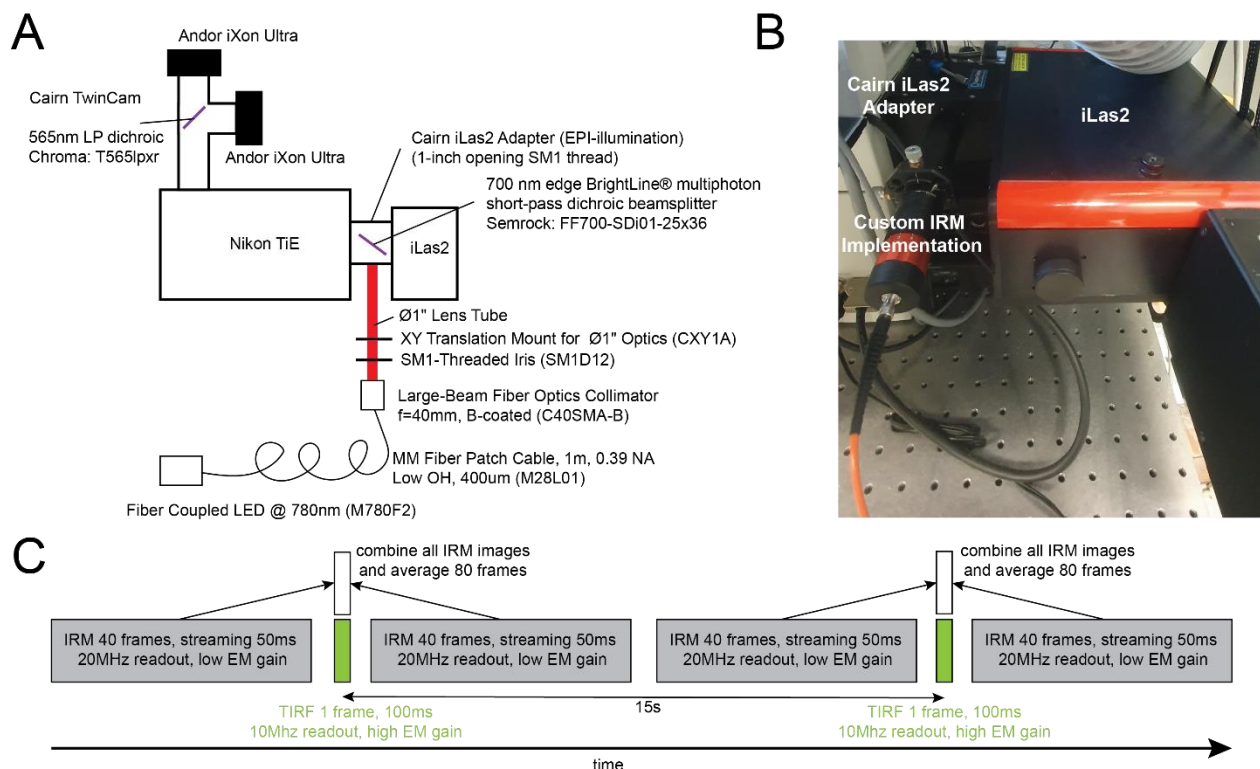 A
Cairn TwinCam
565nm LP dichroic
Chroma: T565lpxr
Andor iXon Ultra
Andor iXon Ultra
Cairn iLas2 Adapter (EPI-illumination)
(1-inch opening SM1 thread)
700 nm edge BrightLine® multiphoton
short-pass dichroic beamsplitter
Semrock: FF700-SDi01-25x36
Nikon TiE
iLas2
Ø1" Lens Tube
XY Translation Mount for Ø1" Optics (CXY1A)
SM1-Threaded Iris (SM1D12)
Large-Beam Fiber Optics Collimator
f=40mm, B-coated (C40SMA-B)
MM Fiber Patch Cable, 1m, 0.39 NA
Low OH, 400um (M28L01)
Fiber Coupled LED @ 780nm (M780F2)
B
Cairn iLas2
Adapter
iLas2
Custom IRM
Implementation
C
combine all IRM images
and average 80 frames
combine all IRM images
and average 80 frames
IRM 40 frames, streaming 50ms
20MHz readout, low EM gain
IRM 40 frames, streaming 50ms
20MHz readout, low EM gain
IRM 40 frames, streaming 50ms
20MHz readout, low EM gain
IRM 40 frames, streaming 50ms
20MHz readout, low EM gain
15s
TIRF 1 frame, 100ms
10Mhz readout, high EM gain
TIRF 1 frame, 100ms
10Mhz readout, high EM gain
time